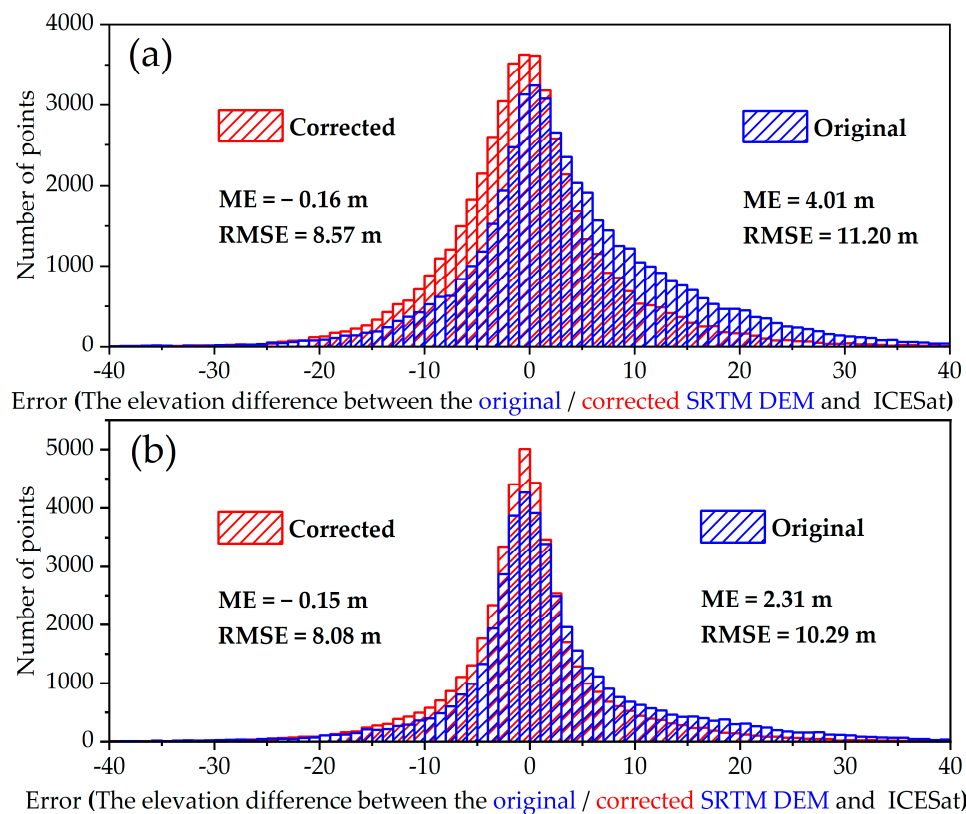 4000
(a)
3000
Corrected
Original
2000
ME = – 0.16 m
ME = 4.01 m
RMSE = 8.57 m
RMSE = 11.20 m
1000
0
Number of points
-40 -30 -20 -10 0 10 20 30 40
Error (The elevation difference between the original / corrected SRTM DEM and ICESat)
5000
(b)
4000
Corrected
Original
3000
ME = – 0.15 m
ME = 2.31 m
RMSE = 8.08 m
RMSE = 10.29 m
2000
1000
0
Number of points
-40 -30 -20 -10 0 10 20 30 40
Error (The elevation difference between the original / corrected SRTM DEM and ICESat)